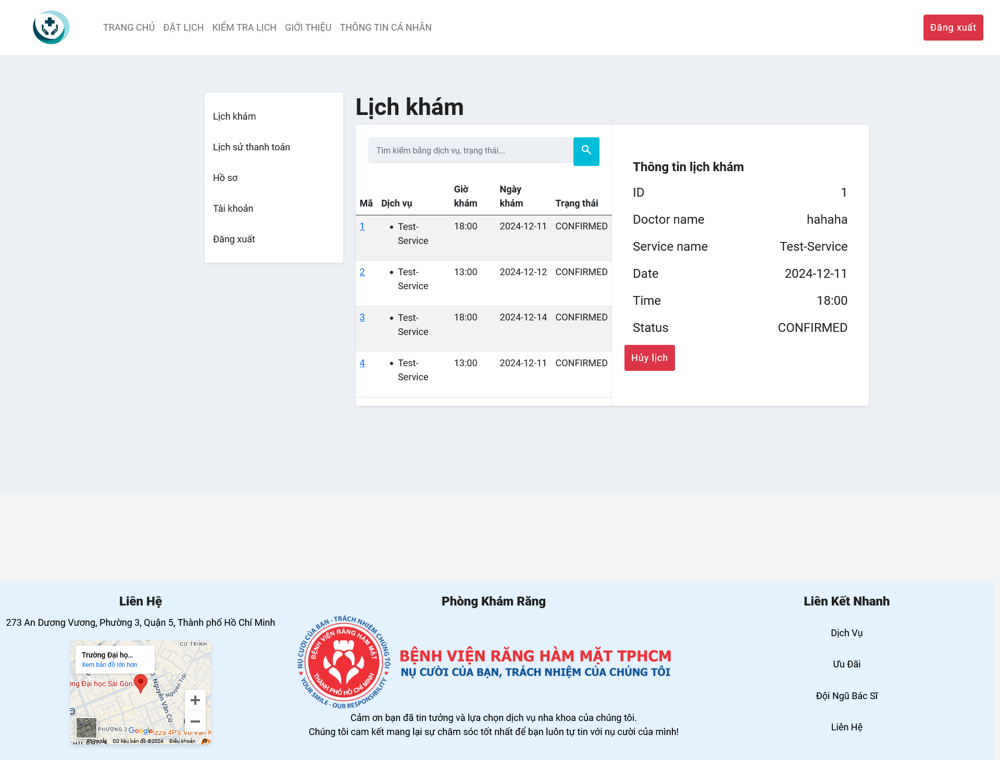 TRANG CHỦ ĐẶT LỊCH KIỂM TRA LỊCH GIỚI THIỆU THÔNG TIN CÁ NHÂN
Đăng xuất
Lịch khám
Lịch sử thanh toán
Hồ sơ
Tài khoản
Đăng xuất
Lịch khám
Tìm kiếm bằng dịch vụ, trạng thái...
Mã Dịch vụ Giờ khám Ngày khám Trạng thái
1 Test-Service 18:00 2024-12-11 CONFIRMED
2 Test-Service 13:00 2024-12-12 CONFIRMED
3 Test-Service 18:00 2024-12-14 CONFIRMED
4 Test-Service 13:00 2024-12-11 CONFIRMED
Thông tin lịch khám
ID 1
Doctor name hahaha
Service name Test-Service
Date 2024-12-11
Time 18:00
Status CONFIRMED
Hủy lịch
Liên Hệ
273 An Dương Vương, Phường 3, Quận 5, Thành phố Hồ Chí Minh
CƯ TRINH
Trường Đại họ...
Xem bản đồ lớn hơn
Đại học Sài Gòn
Nguyễn Trãi
Nguyễn Văn Cừ
PHƯỜNG 2
Google
Pizza 4P's Võ Văn K
Phím tắt Dữ liệu bản đồ ©2024 Điều khoản
Phòng Khám Răng
NỤ CƯỜI CỦA BẠN - TRÁCH NHIỆM CHÚNG TÔI
BỆNH VIỆN RĂNG HÀM MẶT
THÀNH PHỐ HỒ CHÍ MINH
YOUR SMILE - OUR RESPONSIBILITY
BỆNH VIỆN RĂNG HÀM MẶT TPHCM
NỤ CƯỜI CỦA BẠN, TRÁCH NHIỆM CỦA CHÚNG TÔI
Cảm ơn bạn đã tin tưởng và lựa chọn dịch vụ nha khoa của chúng tôi.
Chúng tôi cam kết mang lại sự chăm sóc tốt nhất để bạn luôn tự tin với nụ cười của mình!
Liên Kết Nhanh
Dịch Vụ
Ưu Đãi
Đội Ngũ Bác Sĩ
Liên Hệ